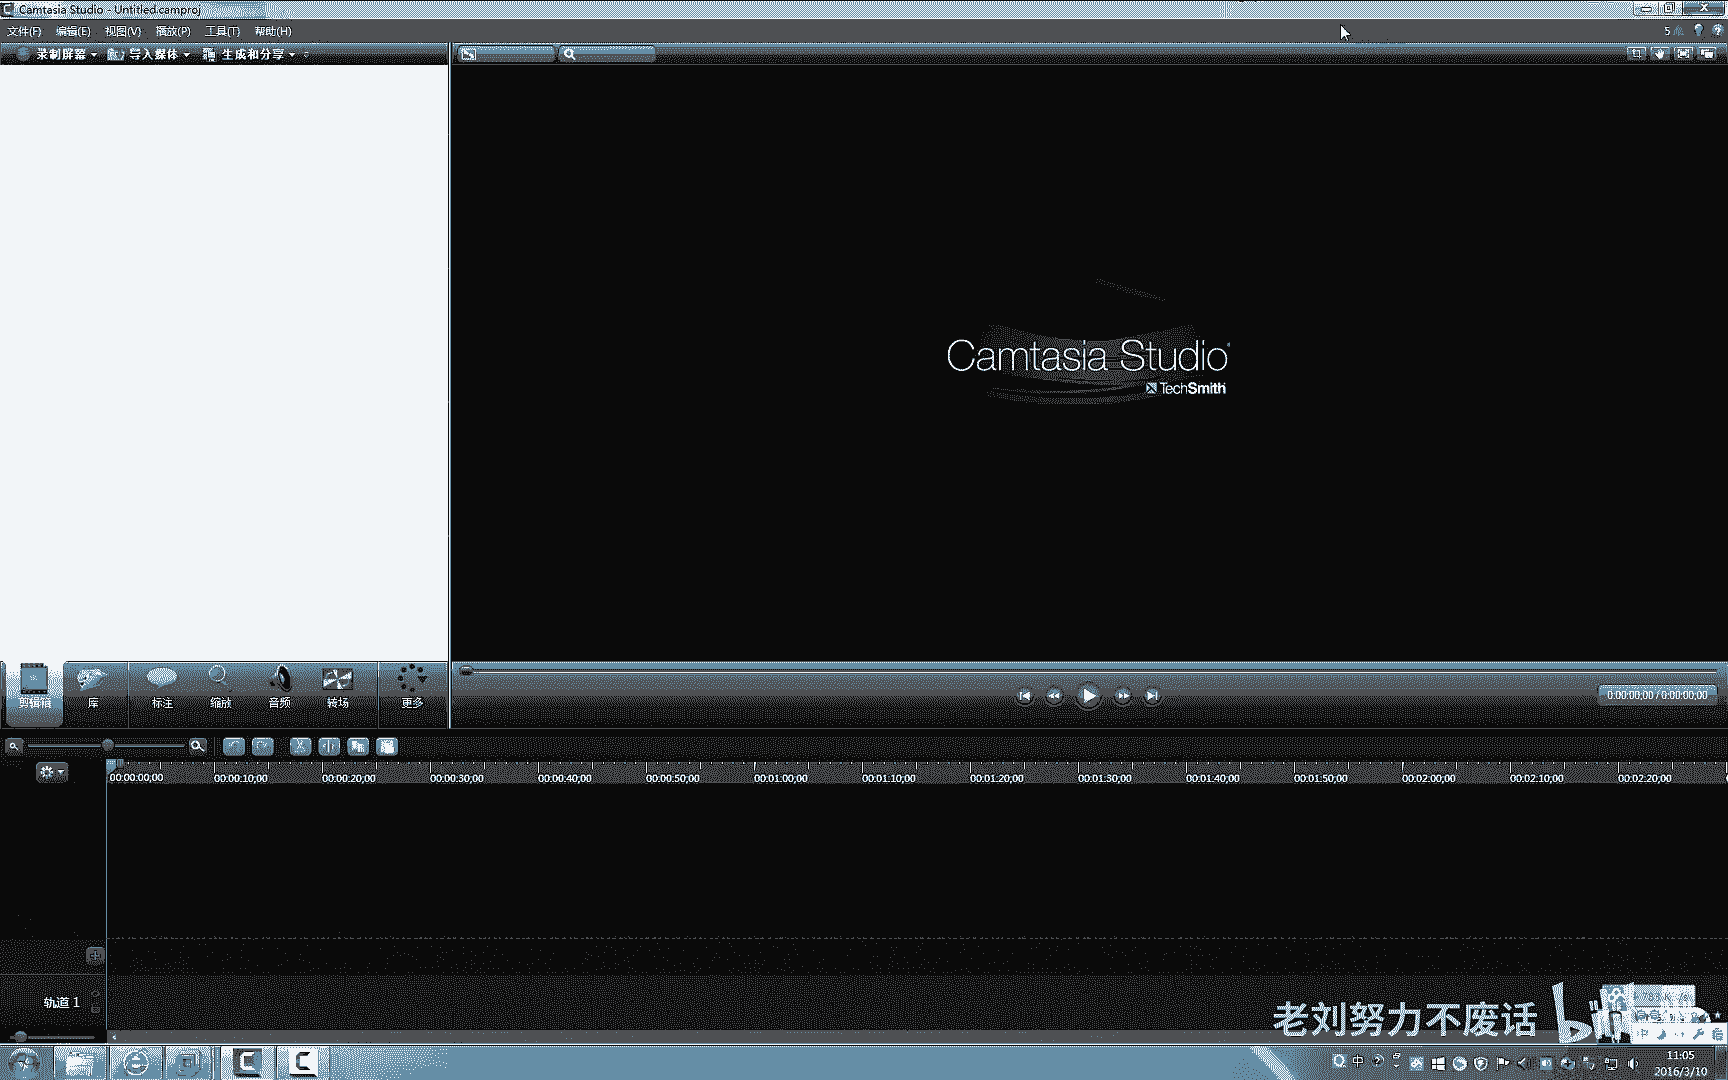 Camtasia Studio - Untitled.camproj
文件(F) 编辑(E) 视图(V) 播放(P) 工具(T) 帮助(H)
5
录制屏幕 导入媒体 生成和分享
Camtasia Studio
TechSmith
剪辑箱 库 标注 缩放 音频 转场 更多
0:00:00;00 / 0:00:00;00
00:00:00;00 00:00:10;00 00:00:20;00 00:00:30;00 00:00:40;00 00:00:50;00 00:01:00;00 00:01:10;00 00:01:20;00 00:01:30;00 00:01:40;00 00:01:50;00 00:02:00;00 00:02:10;00 00:02:20;00
轨道 1
老刘努力不废话
中
11:05
2016/3/10